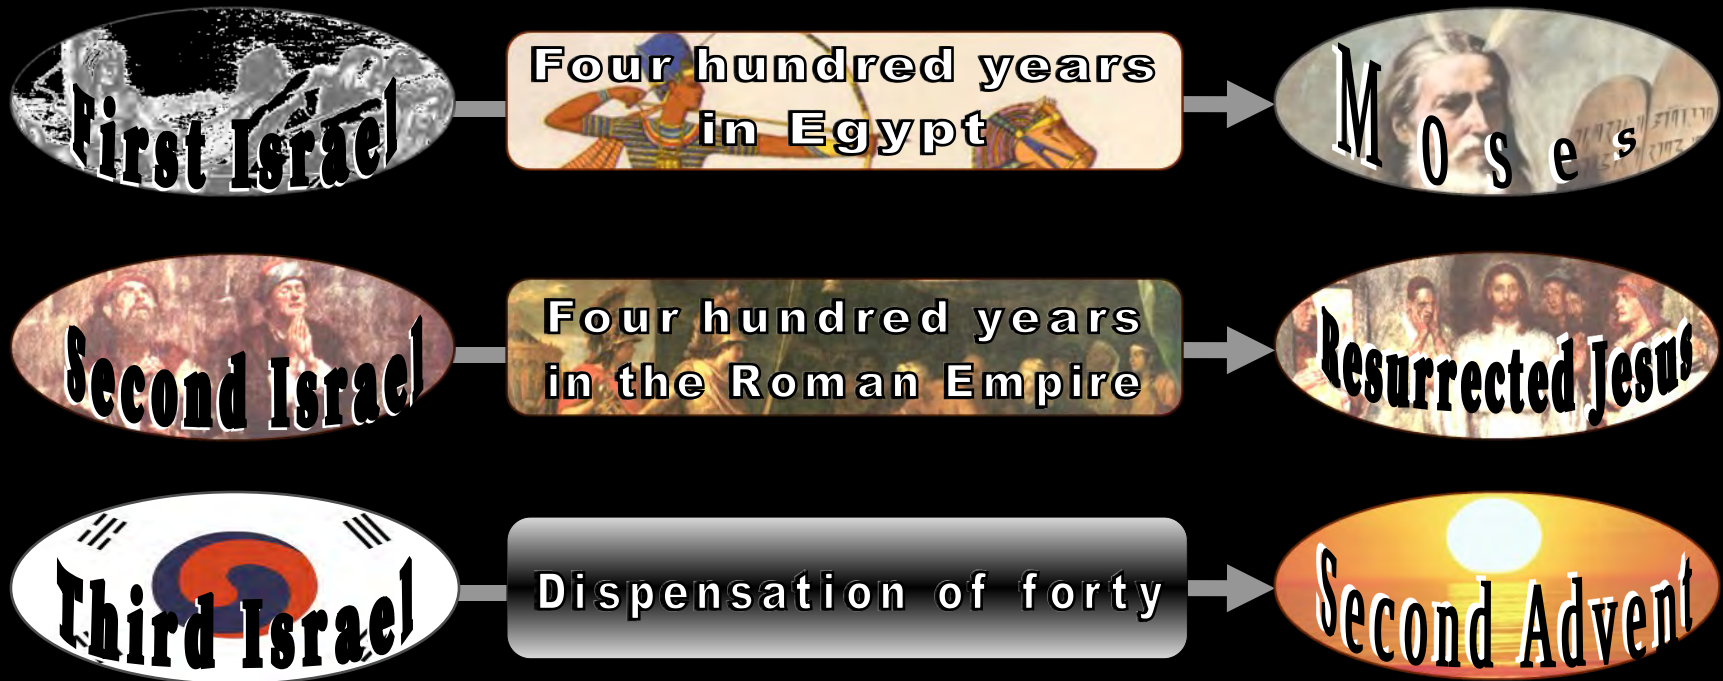 First Israel
Four hundred years
in Egypt
Moses
Second Israel
Four hundred years
in the Roman Empire
Resurrected Jesus
Third Israel
Dispensation of forty
Second Advent